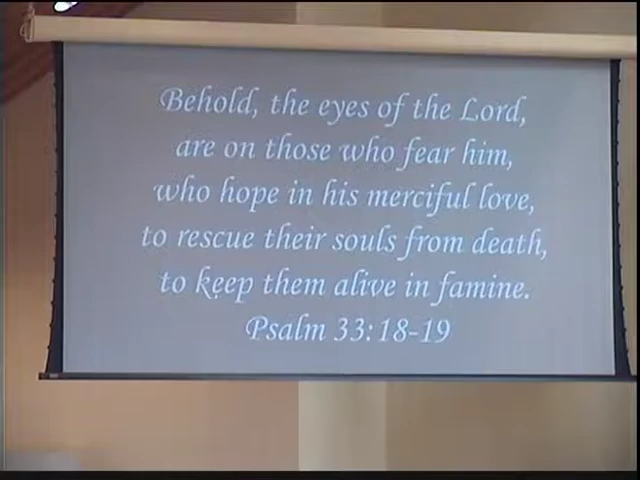 Behold, the eyes of the Lord,
are on those who fear him,
who hope in his merciful love,
to rescue their souls from death,
to keep them alive in famine.
Psalm 33:18-19